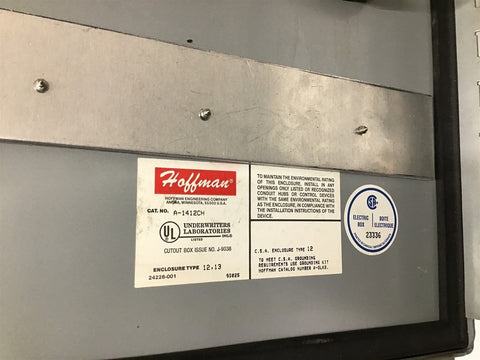 Hoffman
HOFFMAN ENGINEERING COMPANY
ANOKA, MINNESOTA, 55303 U.S.A.
CAT. NO. A-1412CH
UL
UNDERWRITERS
LABORATORIES INC.®
LISTED
CUTOUT BOX ISSUE NO. J-9038
ENCLOSURE TYPE 12,13
24228-001 93025
TO MAINTAIN THE ENVIRONMENTAL RATING
OF THIS ENCLOSURE, INSTALL IN ANY
OPENINGS ONLY LISTED OR RECOGNIZED
CONDUIT HUBS OR CONTROL DEVICES
WITH THE SAME ENVIRONMENTAL RATING
AS THE ENCLOSURE, IN COMPLIANCE WITH
THE INSTALLATION INSTRUCTIONS OF THE
DEVICE.
C.S.A. ENCLOSURE TYPE 12
TO MEET C.S.A. GROUNDING
REQUIREMENTS USE GROUNDING KIT
HOFFMAN CATALOG NUMBER A-GLK3.
ELECTRIC
BOX
BOITE
ELECTRIQUE
23336